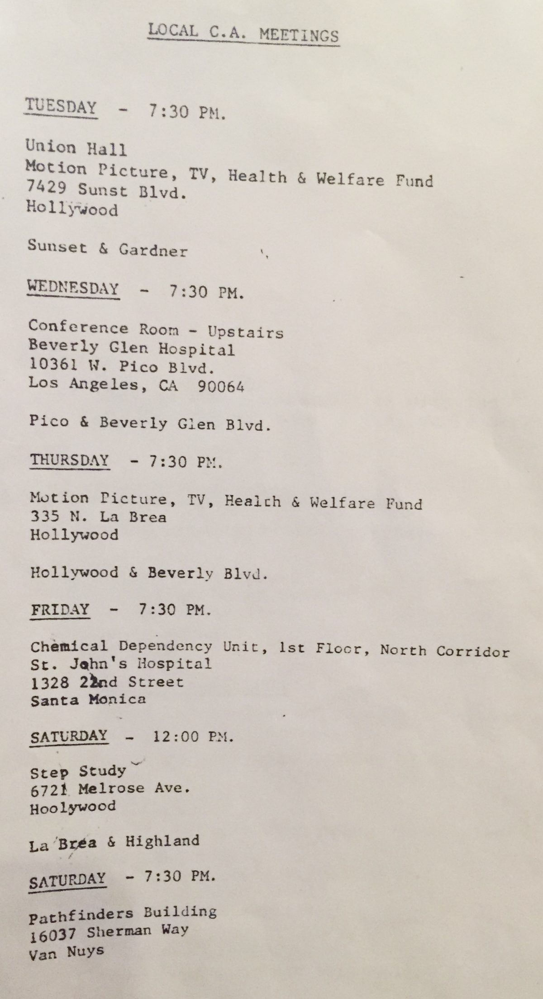 LOCAL C.A. MEETINGS
TUESDAY - 7:30 PM.
Union Hall
Motion Picture, TV, Health & Welfare Fund
7429 Sunst Blvd.
Hollywood
Sunset & Gardner
WEDNESDAY - 7:30 PM.
Conference Room - Upstairs
Beverly Glen Hospital
10361 W. Pico Blvd.
Los Angeles, CA 90064
Pico & Beverly Glen Blvd.
THURSDAY - 7:30 PM.
Motion Picture, TV, Health & Welfare Fund
335 N. La Brea
Hollywood
Hollywood & Beverly Blvd.
FRIDAY - 7:30 PM.
Chemical Dependency Unit, 1st Floor, North Corridor
St. John's Hospital
1328 22nd Street
Santa Monica
SATURDAY - 12:00 PM.
Step Study
6721 Melrose Ave.
Hoolywood
La Brea & Highland
SATURDAY - 7:30 PM.
Pathfinders Building
16037 Sherman Way
Van Nuys